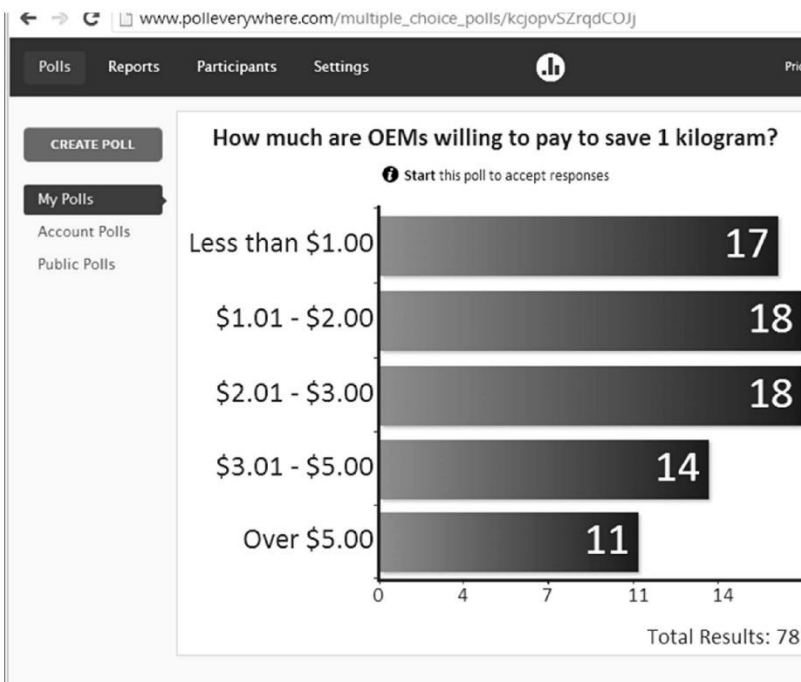 www.polleverywhere.com/multiple_choice_polls/kcjopvSZrqdCOJj
Polls Reports Participants Settings
CREATE POLL
My Polls
Account Polls
Public Polls
How much are OEMs willing to pay to save 1 kilogram?
Start this poll to accept responses
Less than $1.00 17
$1.01 - $2.00 18
$2.01 - $3.00 18
$3.01 - $5.00 14
Over $5.00 11
0 4 7 11 14
Total Results: 78